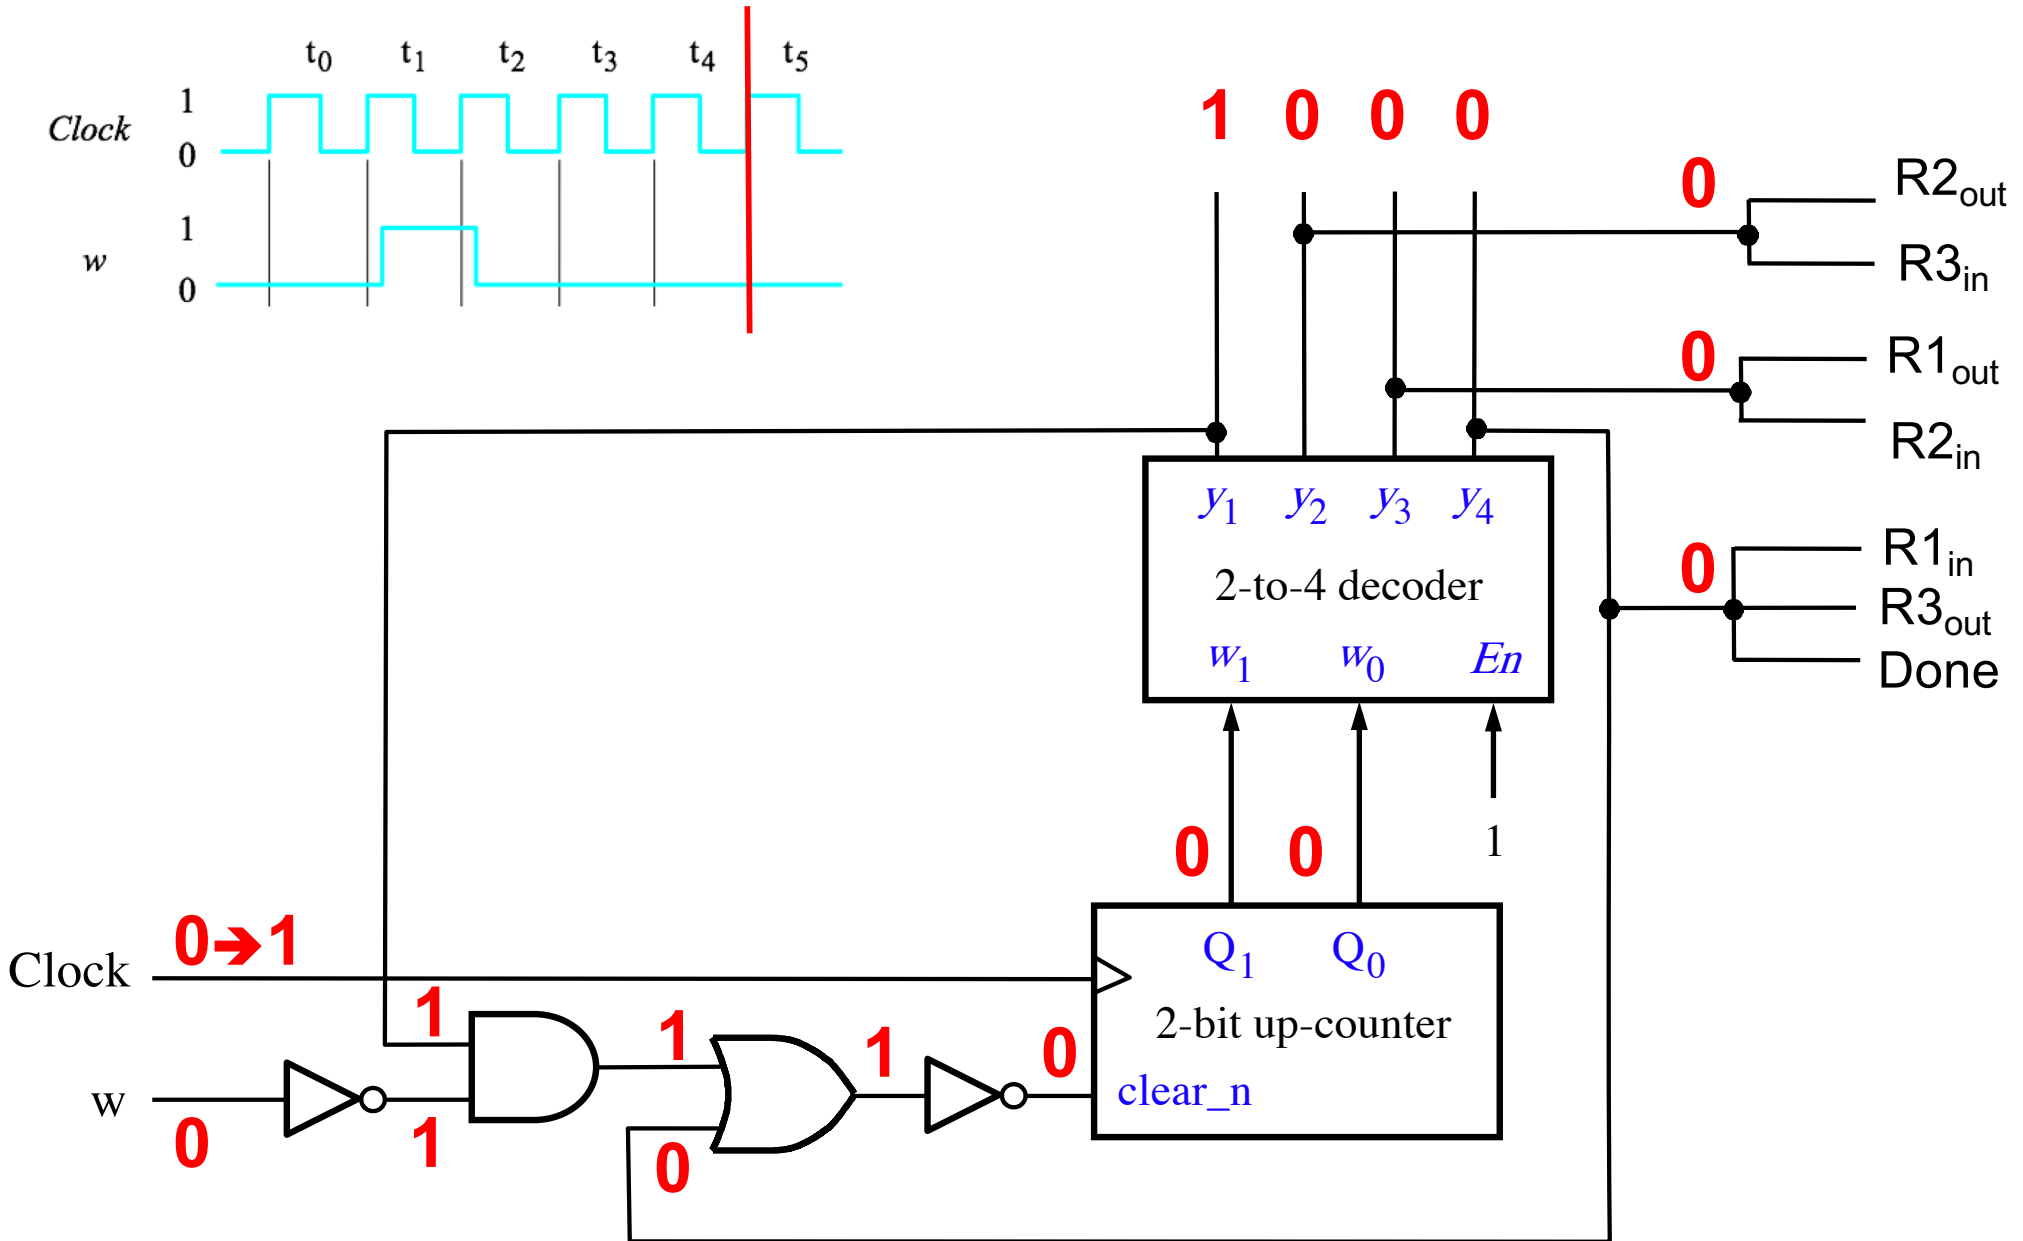 t0 t1 t2 t3 t4 t5
1
Clock
0
1
w
0
1 0 0 0
0
R2out
R3in
0
R1out
R2in
y1 y2 y3 y4
2-to-4 decoder
w1 w0 En
0
R1in
R3out
Done
1
0 0
Clock
0→1
Q1 Q0
2-bit up-counter
clear_n
1
1
1
0
w
0
1
0